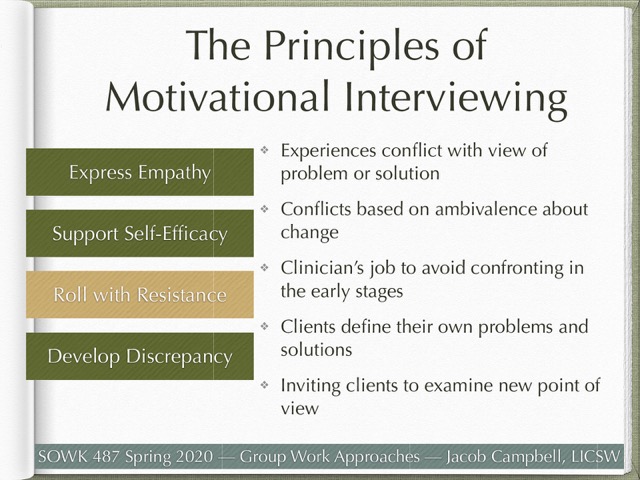 The Principles of
Motivational Interviewing
Express Empathy
Support Self-Efficacy
Roll with Resistance
Develop Discrepancy
Experiences conflict with view of
problem or solution
Conflicts based on ambivalence about
change
Clinician's job to avoid confronting in
the early stages
Clients define their own problems and
solutions
Inviting clients to examine new point of
view
SOWK 487 Spring 2020 — Group Work Approaches — Jacob Campbell, LICSW